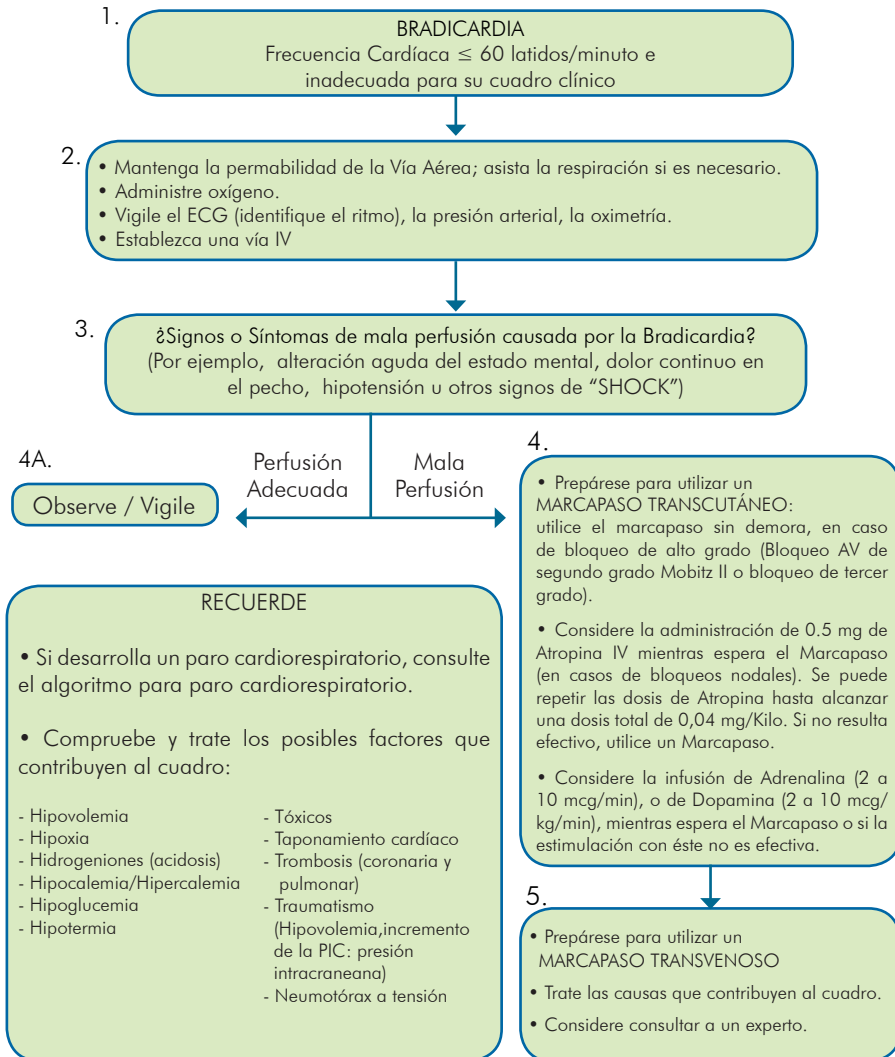 1.
BRADICARDIA
Frecuencia Cardíaca ≤ 60 latidos/minuto e
inadecuada para su cuadro clínico
2.
• Mantenga la permabilidad de la Vía Aérea; asista la respiración si es necesario.
• Administre oxígeno.
• Vigile el ECG (identifique el ritmo), la presión arterial, la oximetría.
• Establezca una vía IV
3.
¿Signos o Síntomas de mala perfusión causada por la Bradicardia?
(Por ejemplo, alteración aguda del estado mental, dolor continuo en
el pecho, hipotensión u otros signos de “SHOCK”)
4A.
Observe / Vigile
Perfusión
Adecuada
Mala
Perfusión
4.
• Prepárese para utilizar un
MARCAPASO TRANSCUTÁNEO:
utilice el marcapaso sin demora, en caso
de bloqueo de alto grado (Bloqueo AV de
segundo grado Mobitz II o bloqueo de tercer
grado).
• Considere la administración de 0.5 mg de
Atropina IV mientras espera el Marcapaso
(en casos de bloqueos nodales). Se puede
repetir las dosis de Atropina hasta alcanzar
una dosis total de 0,04 mg/Kilo. Si no resulta
efectivo, utilice un Marcapaso.
• Considere la infusión de Adrenalina (2 a
10 mcg/min), o de Dopamina (2 a 10 mcg/
kg/min), mientras espera el Marcapaso o si la
estimulación con éste no es efectiva.
RECUERDE
• Si desarrolla un paro cardiorespiratorio, consulte
el algoritmo para paro cardiorespiratorio.
• Compruebe y trate los posibles factores que
contribuyen al cuadro:
- Hipovolemia
- Hipoxia
- Hidrogeniones (acidosis)
- Hipocalemia/Hipercalemia
- Hipoglucemia
- Hipotermia
- Tóxicos
- Taponamiento cardíaco
- Trombosis (coronaria y
pulmonar)
- Traumatismo
(Hipovolemia,incremento
de la PIC: presión
intracraneana)
- Neumotórax a tensión
5.
• Prepárese para utilizar un
MARCAPASO TRANSVENOSO
• Trate las causas que contribuyen al cuadro.
• Considere consultar a un experto.